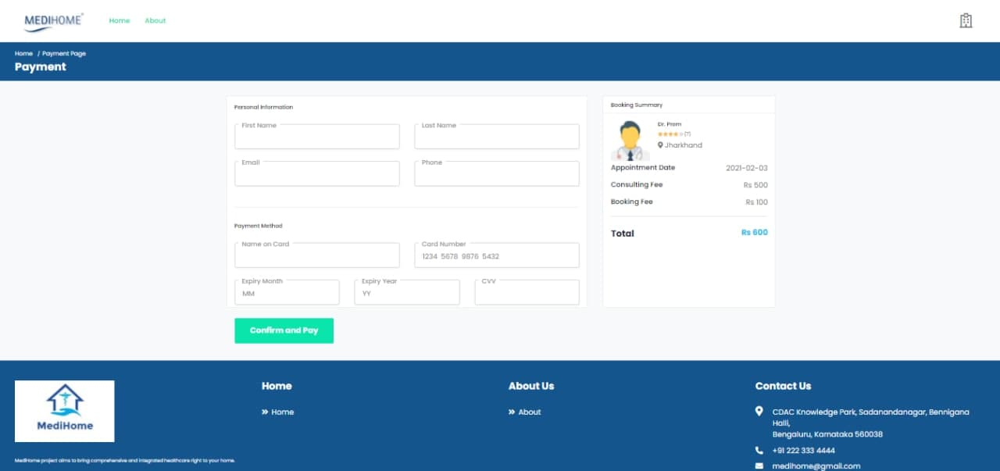 MEDIHOME
Home About
Home / Payment Page
Payment
Personal Information
First Name
Last Name
Email
Phone
Payment Method
Name on Card
Card Number
1234 5678 9876 5432
Expiry Month
MM
Expiry Year
YY
CVV
Confirm and Pay
Booking Summary
Dr. Prem
(7)
Jharkhand
Appointment Date 2021-02-03
Consulting Fee Rs 500
Booking Fee Rs 100
Total Rs 600
MediHome
MediHome project aims to bring comprehensive and integrated healthcare right to your home.
Home
Home
About Us
About
Contact Us
CDAC Knowledge Park, Sadanandanagar, Bennigana
Halli,
Bengaluru, Karnataka 560038
+91 222 333 4444
medihome@gmail.com